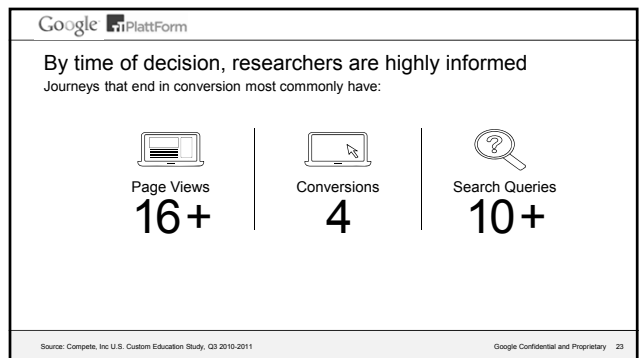 Google PlattForm
By time of decision, researchers are highly informed
Journeys that end in conversion most commonly have:
?
Page Views
16+
Conversions
4
Search Queries
10+
Source: Compete, Inc U.S. Custom Education Study, Q3 2010-2011
Google Confidential and Proprietary 23